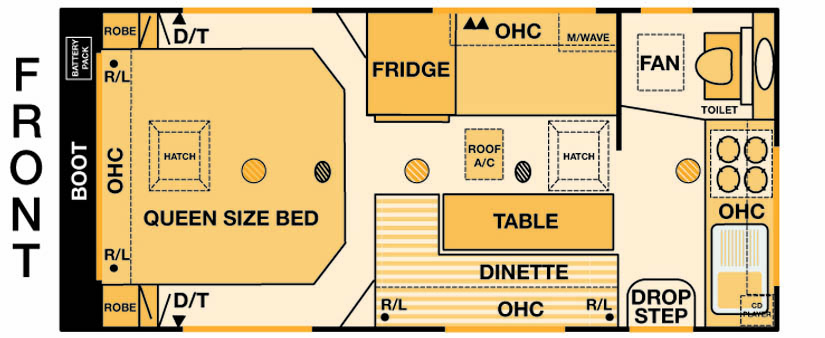 FRONT
BOOT
BATTERY
PACK
ROBE
D/T
R/L
OHC
R/L
HATCH
QUEEN SIZE BED
ROBE
D/T
FRIDGE
OHC
M/WAVE
ROOF
A/C
HATCH
TABLE
DINETTE
R/L
OHC
R/L
FAN
TOILET
OHC
DROP
STEP
CD
PLAYER